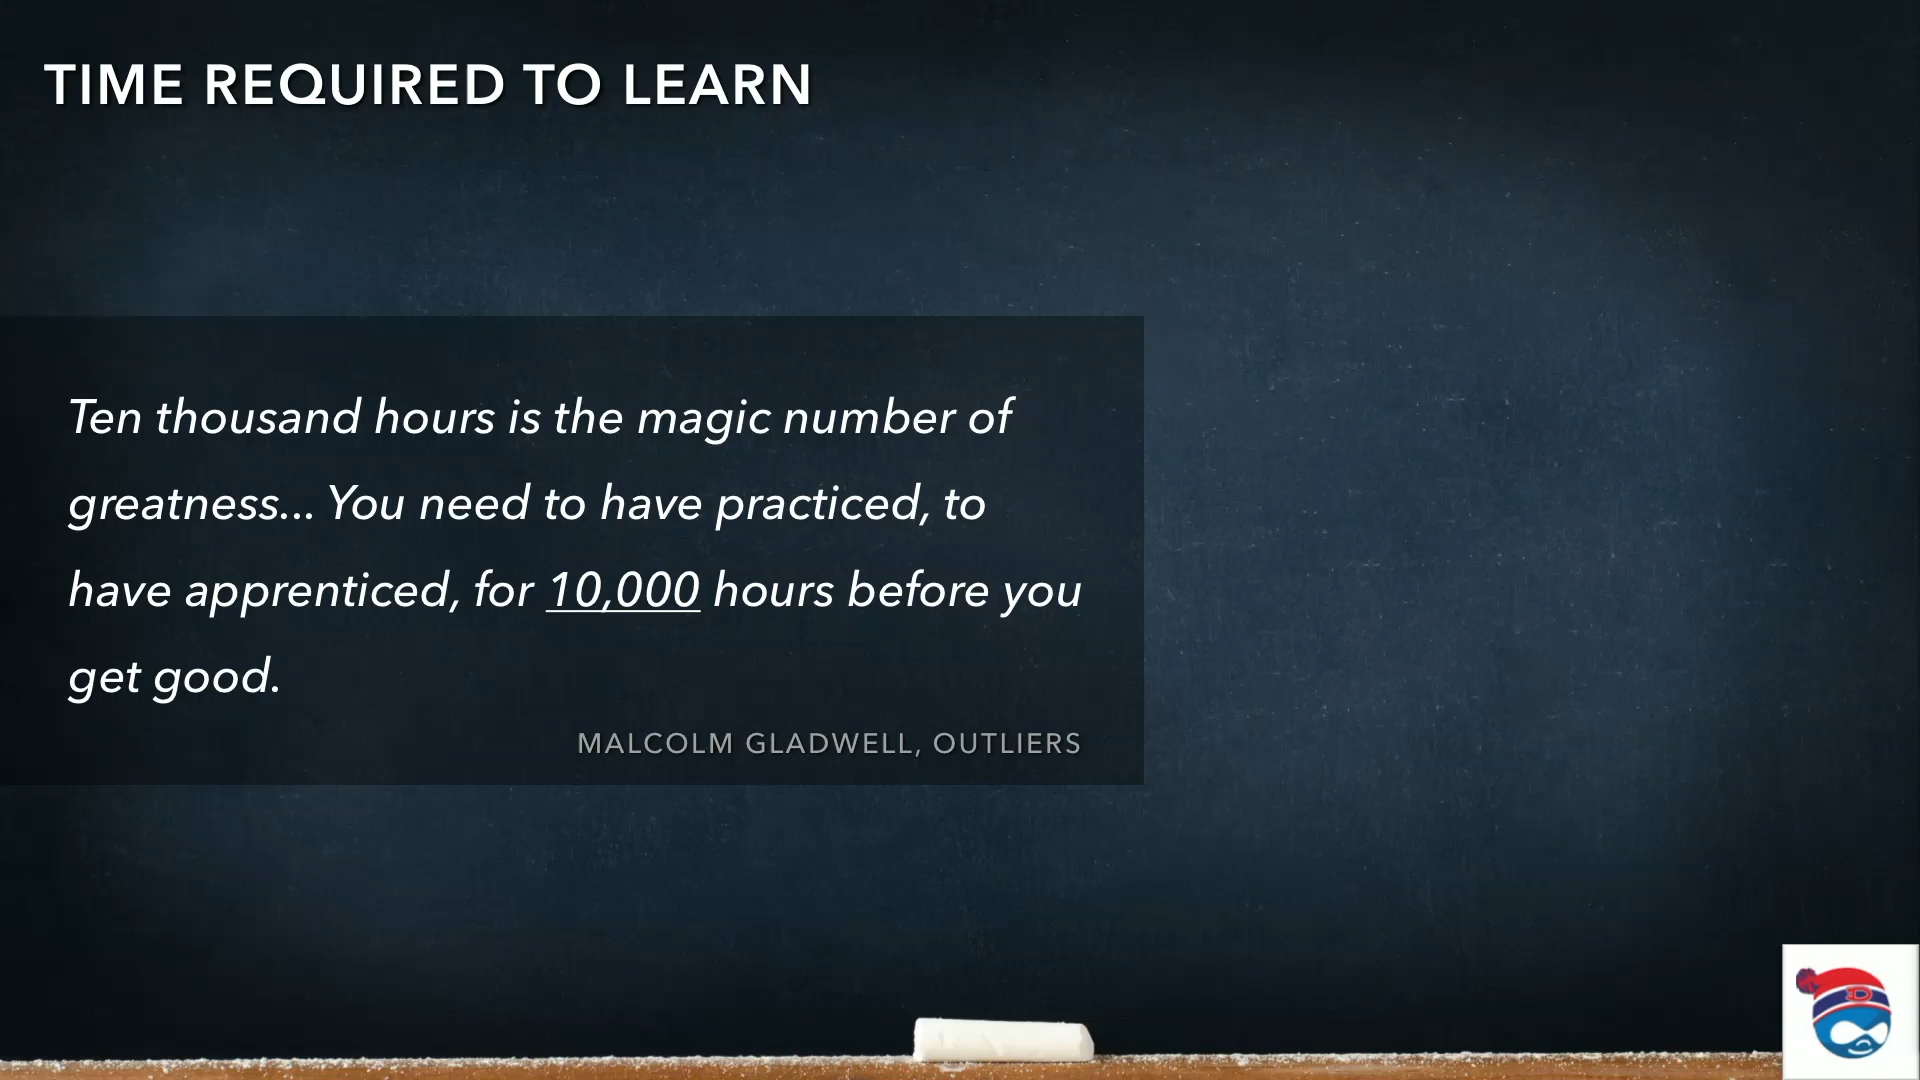 TIME REQUIRED TO LEARN
Ten thousand hours is the magic number of
greatness... You need to have practiced, to
have apprenticed, for 10,000 hours before you
get good.
MALCOLM GLADWELL, OUTLIERS